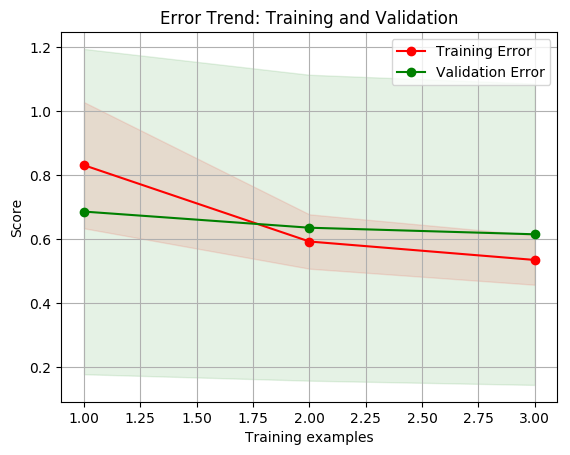 Error Trend: Training and Validation
Training Error
Validation Error
Score
1.2
1.0
0.8
0.6
0.4
0.2
1.00 1.25 1.50 1.75 2.00 2.25 2.50 2.75 3.00
Training examples